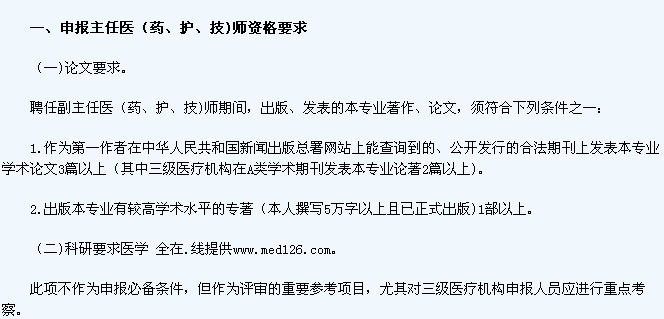 一、申报主任医（药、护、技)师资格要求
（一)论文要求。
聘任副主任医（药、护、技)师期间，出版、发表的本专业著作、论文，须符合下列条件之一：
1.作为第一作者在中华人民共和国新闻出版总署网站上能查询到的、公开发行的合法期刊上发表本专业
学术论文3篇以上（其中三级医疗机构在A类学术期刊发表本专业论著2篇以上)。
2.出版本专业有较高学术水平的专著（本人撰写5万字以上且已正式出版)1部以上。
（二)科研要求医学 全在.线提供www.med126.com。
此项不作为申报必备条件，但作为评审的重要参考项目，尤其对三级医疗机构申报人员应进行重点考
察。